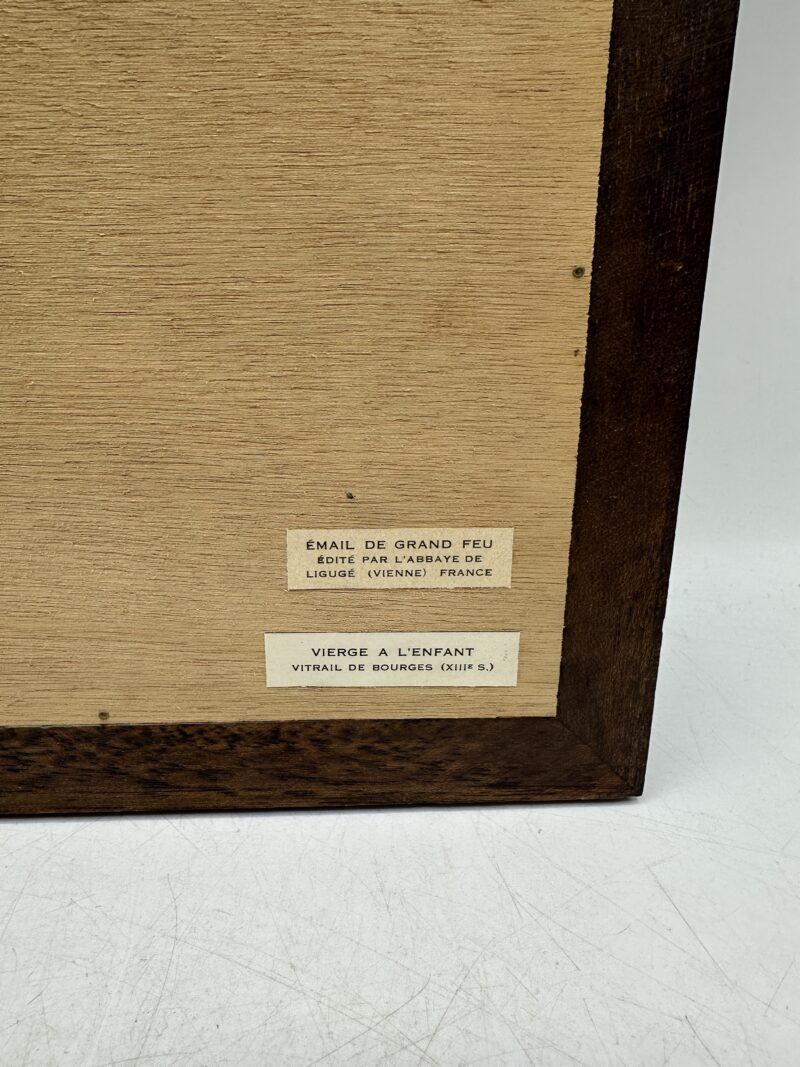 ÉMAIL DE GRAND FEU
ÉDITÉ PAR L'ABBAYE DE
LIGUGÉ (VIENNE) FRANCE
VIERGE A L'ENFANT
VITRAIL DE BOURGES (XIIIᴱ S.)